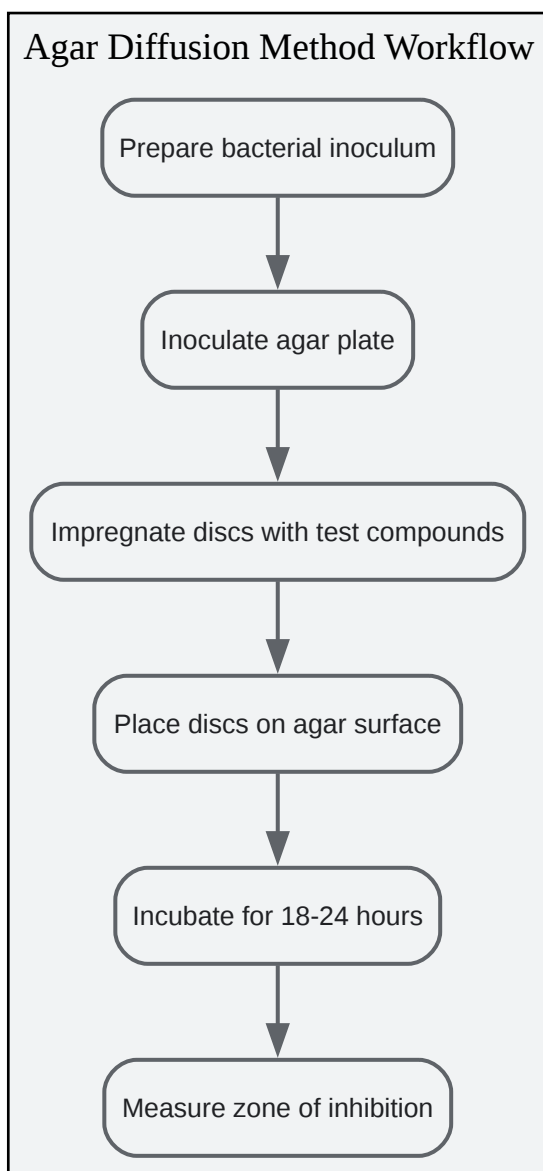 Agar Diffusion Method Workflow
Prepare bacterial inoculum
Inoculate agar plate
Impregnate discs with test compounds
Place discs on agar surface
Incubate for 18-24 hours
Measure zone of inhibition